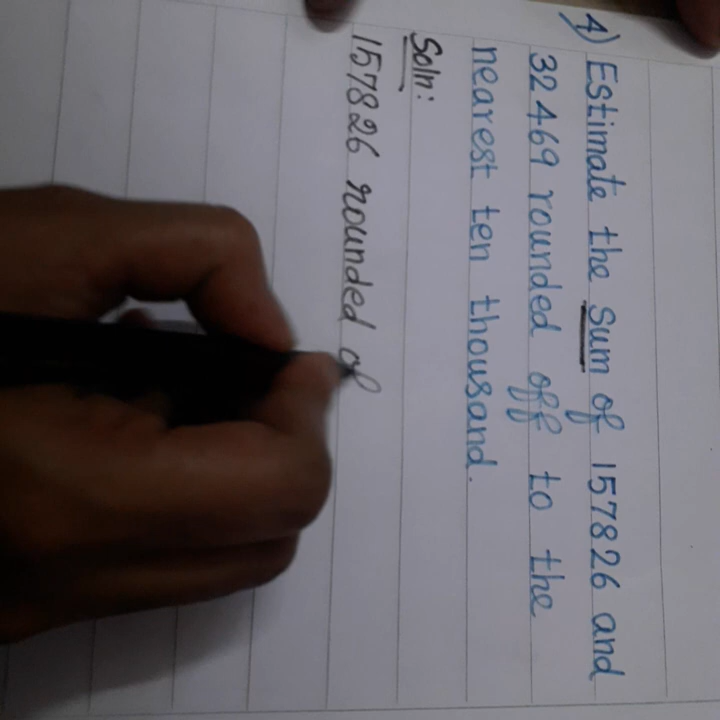 4) Estimate the sum of 157826 and
32469 rounded off to the
nearest ten thousand.
Soln:
157826 rounded of